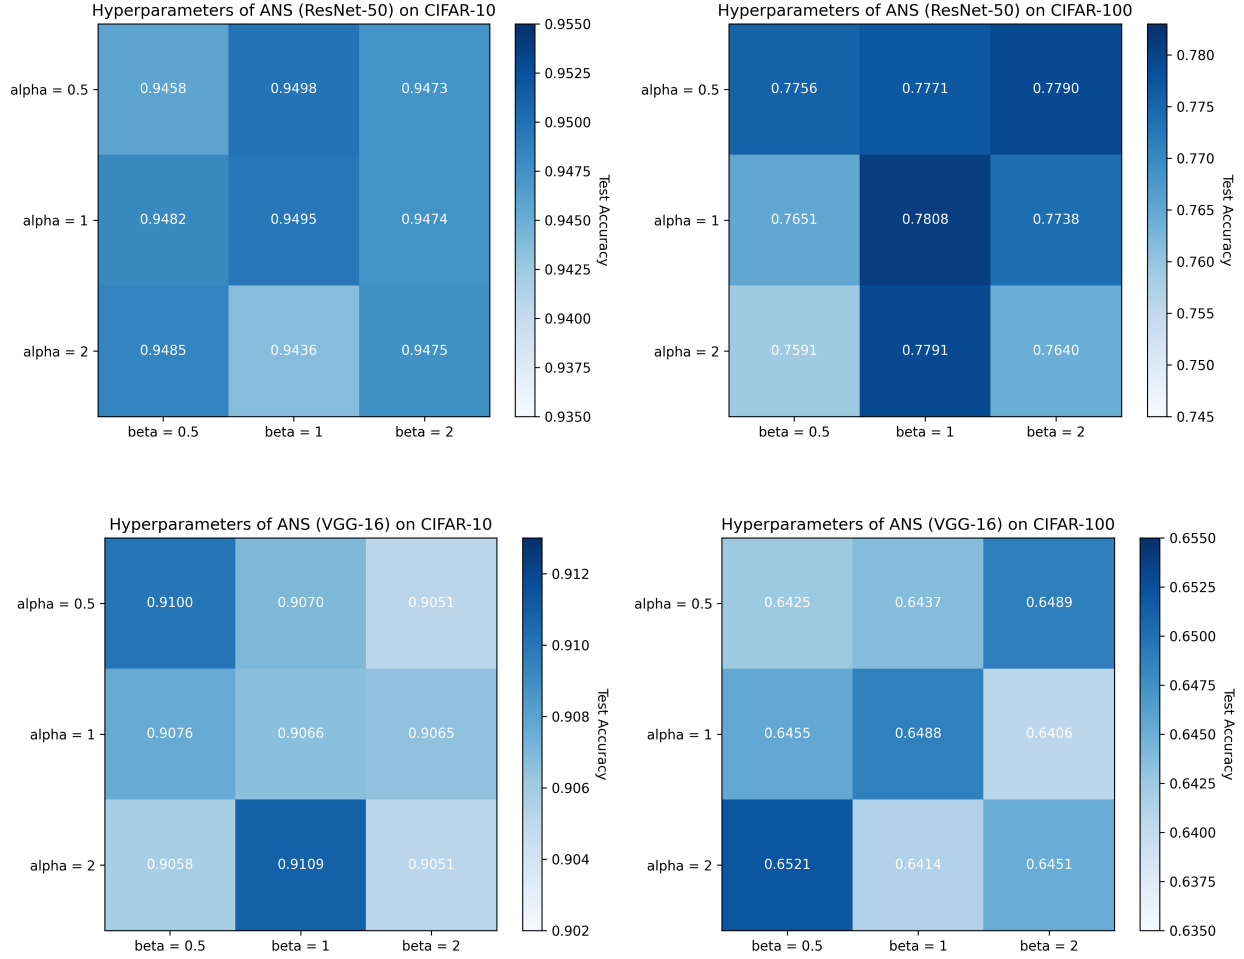 Hyperparameters of ANS (ResNet-50) on CIFAR-10
alpha = 0.5
alpha = 1
alpha = 2
0.9458 0.9498 0.9473
0.9482 0.9495 0.9474
0.9485 0.9436 0.9475
beta = 0.5 beta = 1 beta = 2
0.9550
0.9525
0.9500
0.9475
0.9450
0.9425
0.9400
0.9375
0.9350
Test Accuracy
Hyperparameters of ANS (ResNet-50) on CIFAR-100
alpha = 0.5
alpha = 1
alpha = 2
0.7756 0.7771 0.7790
0.7651 0.7808 0.7738
0.7591 0.7791 0.7640
beta = 0.5 beta = 1 beta = 2
0.780
0.775
0.770
0.765
0.760
0.755
0.750
0.745
Test Accuracy
Hyperparameters of ANS (VGG-16) on CIFAR-10
alpha = 0.5
alpha = 1
alpha = 2
0.9100 0.9070 0.9051
0.9076 0.9066 0.9065
0.9058 0.9109 0.9051
beta = 0.5 beta = 1 beta = 2
0.912
0.910
0.908
0.906
0.904
0.902
Test Accuracy
Hyperparameters of ANS (VGG-16) on CIFAR-100
alpha = 0.5
alpha = 1
alpha = 2
0.6425 0.6437 0.6489
0.6455 0.6488 0.6406
0.6521 0.6414 0.6451
beta = 0.5 beta = 1 beta = 2
0.6550
0.6525
0.6500
0.6475
0.6450
0.6425
0.6400
0.6375
0.6350
Test Accuracy